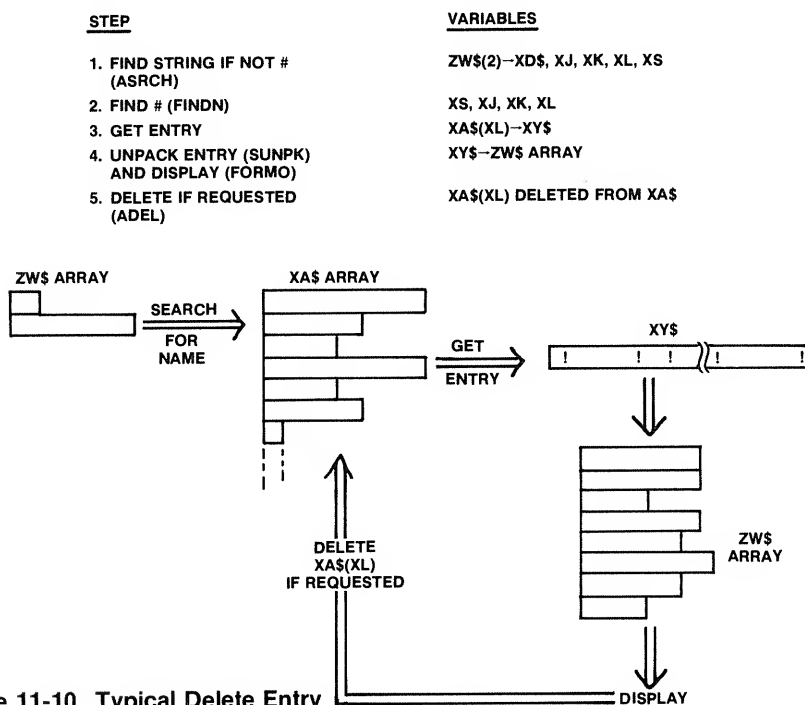 STEP VARIABLES
1. FIND STRING IF NOT # ZW$(2)→XD$, XJ, XK, XL, XS
(ASRCH)
2. FIND # (FINDN) XS, XJ, XK, XL
3. GET ENTRY XA$(XL)→XY$
4. UNPACK ENTRY (SUNPK) XY$→ZW$ ARRAY
AND DISPLAY (FORMO)
5. DELETE IF REQUESTED XA$(XL) DELETED FROM XA$
(ADEL)
ZW$ ARRAY
XA$ ARRAY
SEARCH
FOR
NAME
GET
ENTRY
XY$
! ! ! ! !
ZW$
ARRAY
DELETE
XA$(XL)
IF REQUESTED
DISPLAY
e 11-10. Typical Delete Entry